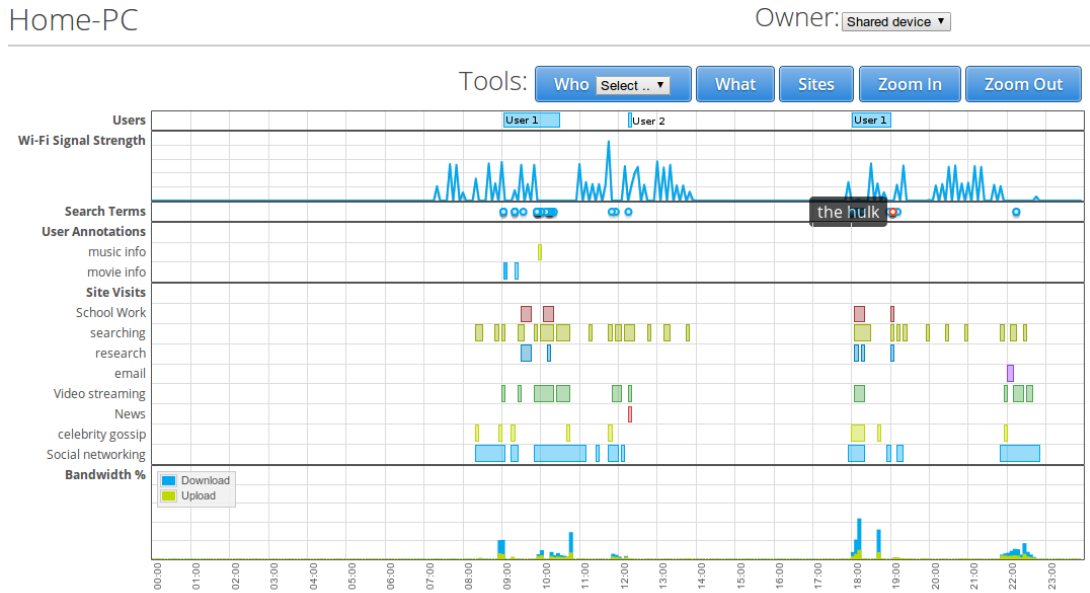 Home-PC
Owner: Shared device
Tools: Who Select .. What Sites Zoom In Zoom Out
Users
User 1
User 2
User 1
Wi-Fi Signal Strength
Search Terms
the hulk
User Annotations
music info
movie info
Site Visits
School Work
searching
research
email
Video streaming
News
celebrity gossip
Social networking
Bandwidth %
Download
Upload
00:00 01:00 02:00 03:00 04:00 05:00 06:00 07:00 08:00 09:00 10:00 11:00 12:00 13:00 14:00 15:00 16:00 17:00 18:00 19:00 20:00 21:00 22:00 23:00